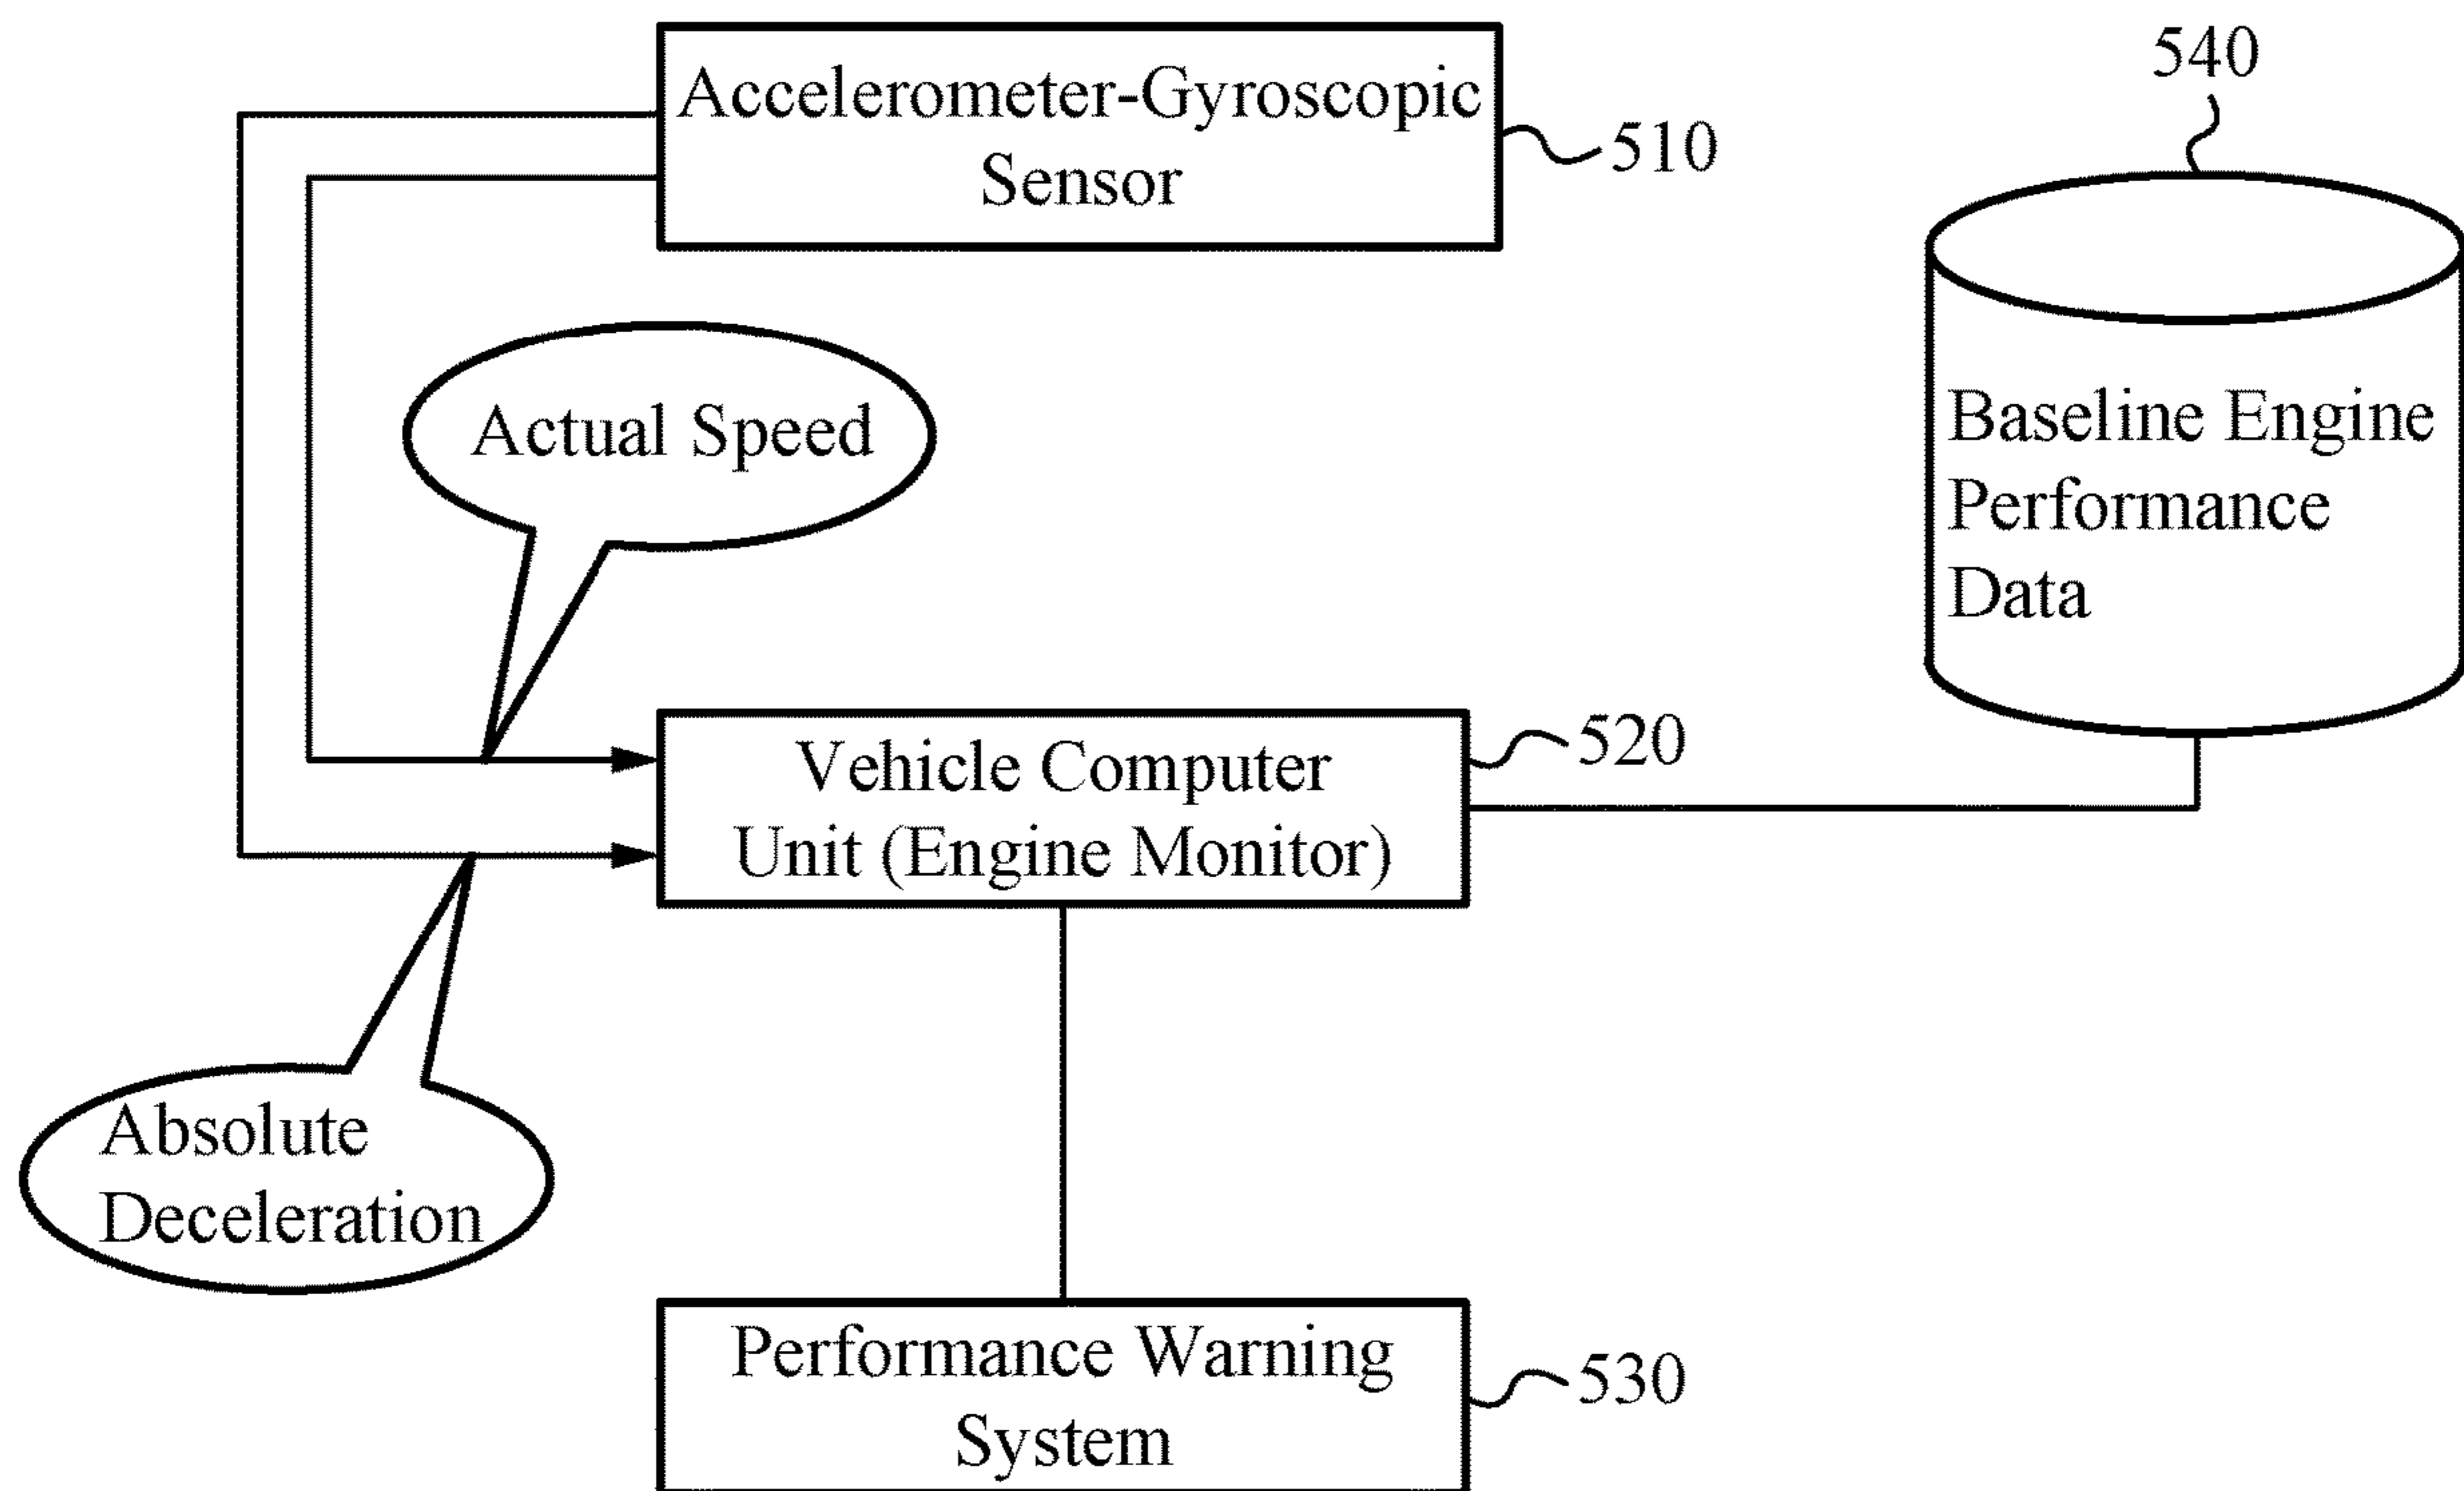 Accelerometer-Gyroscopic
Sensor
510
540
Actual Speed
Baseline Engine
Performance
Data
Vehicle Computer
Unit (Engine Monitor)
520
Absolute
Deceleration
Performance Warning
System
530